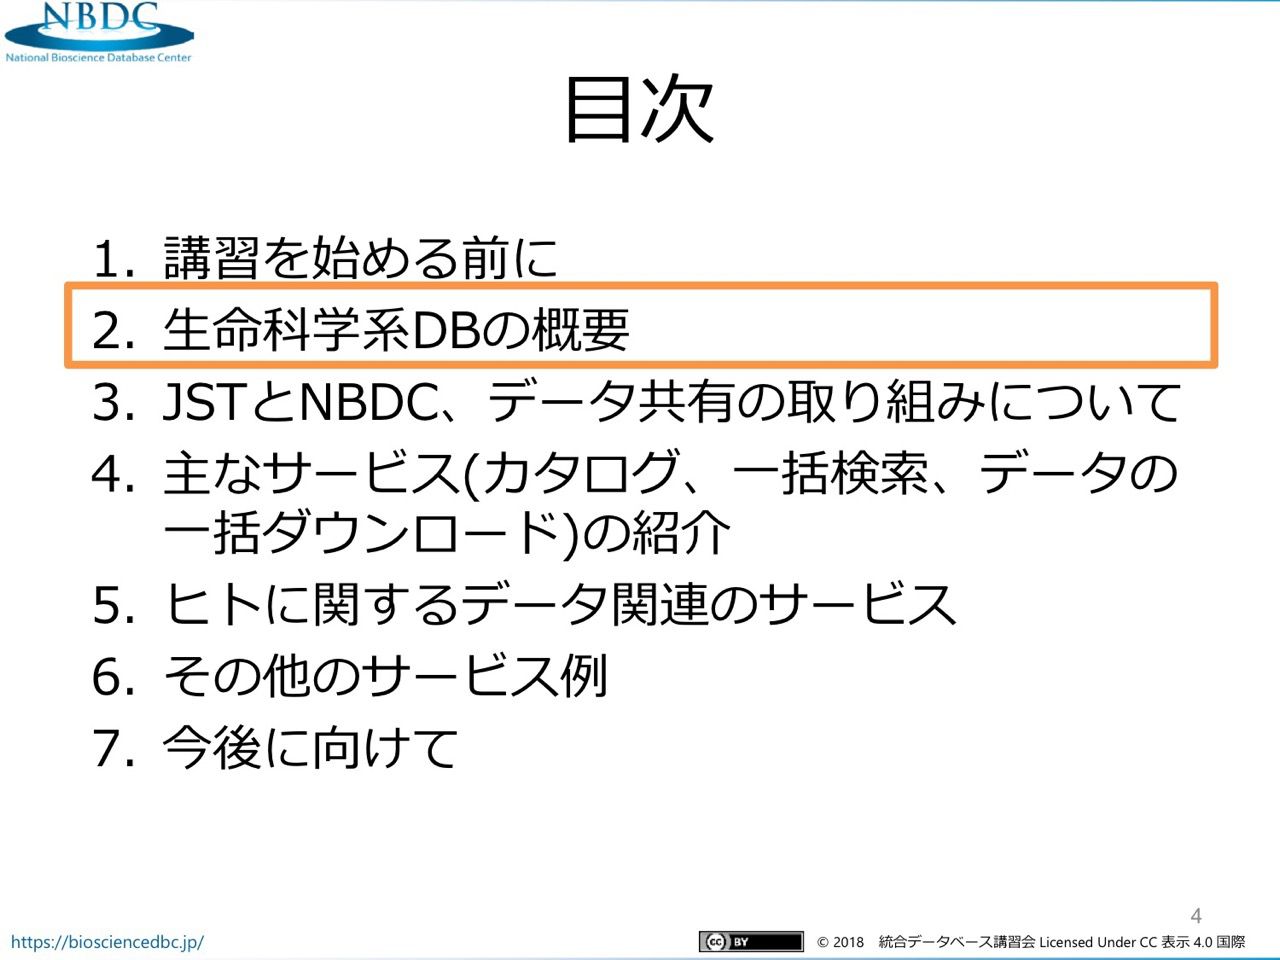 NBDC
National Bioscience Database Center
目次
1. 講習を始める前に
2. 生命科学系DBの概要
3. JSTとNBDC、データ共有の取り組みについて
4. 主なサービス(カタログ、一括検索、データの
一括ダウンロード)の紹介
5. ヒトに関するデータ関連のサービス
6. その他のサービス例
7. 今後に向けて
4
https://biosciencedbc.jp/
cc BY © 2018 統合データベース講習会 Licensed Under CC 表示 4.0 国際